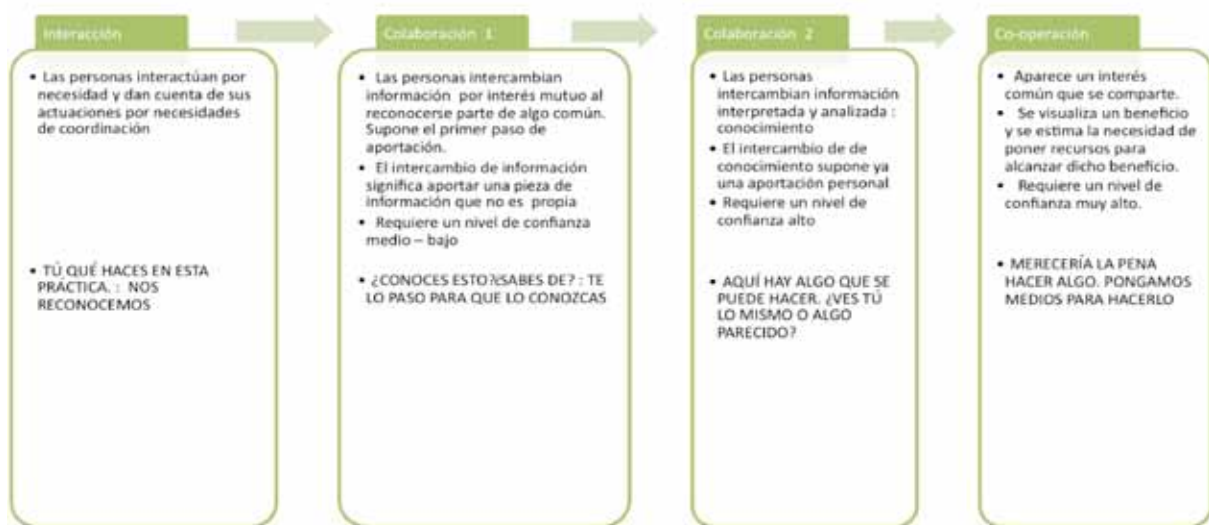 Interacción
• Las personas interactúan por
necesidad y dan cuenta de sus
actuaciones por necesidades
de coordinación
• TÚ QUÉ HACES EN ESTA
PRÁCTICA. : NOS
RECONOCEMOS
Colaboración 1
• Las personas intercambian
información por interés mutuo al
reconocerse parte de algo común.
Supone el primer paso de
aportación.
• El intercambio de información
significa aportar una pieza de
información que no es propia
• Requiere un nivel de confianza
medio – bajo
• ¿CONOCES ESTO?¿SABES DE? : TE
LO PASO PARA QUE LO CONOZCAS
Colaboración 2
• Las personas
intercambian información
interpretada y analizada :
conocimiento
• El intercambio de de
conocimiento supone ya
una aportación personal
• Requiere un nivel de
confianza alto
• AQUÍ HAY ALGO QUE SE
PUEDE HACER. ¿VES TÚ
LO MISMO O ALGO
PARECIDO?
Co-operación
• Aparece un interés
común que se comparte.
• Se visualiza un beneficio
y se estima la necesidad de
poner recursos para
alcanzar dicho beneficio.
• Requiere un nivel de
confianza muy alto.
• MERECERÍA LA PENA
HACER ALGO. PONGAMOS
MEDIOS PARA HACERLO